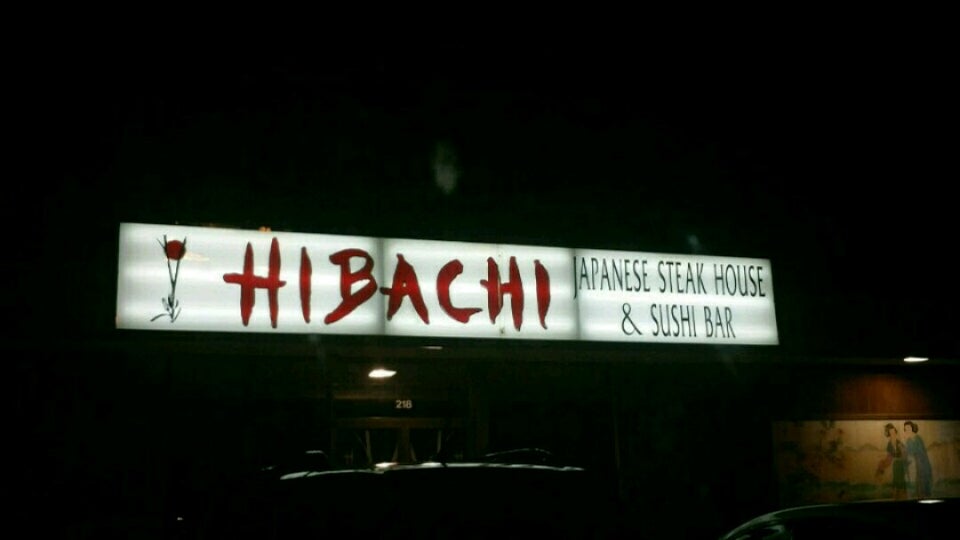 HIBACHI
JAPANESE STEAK HOUSE
& SUSHI BAR
218